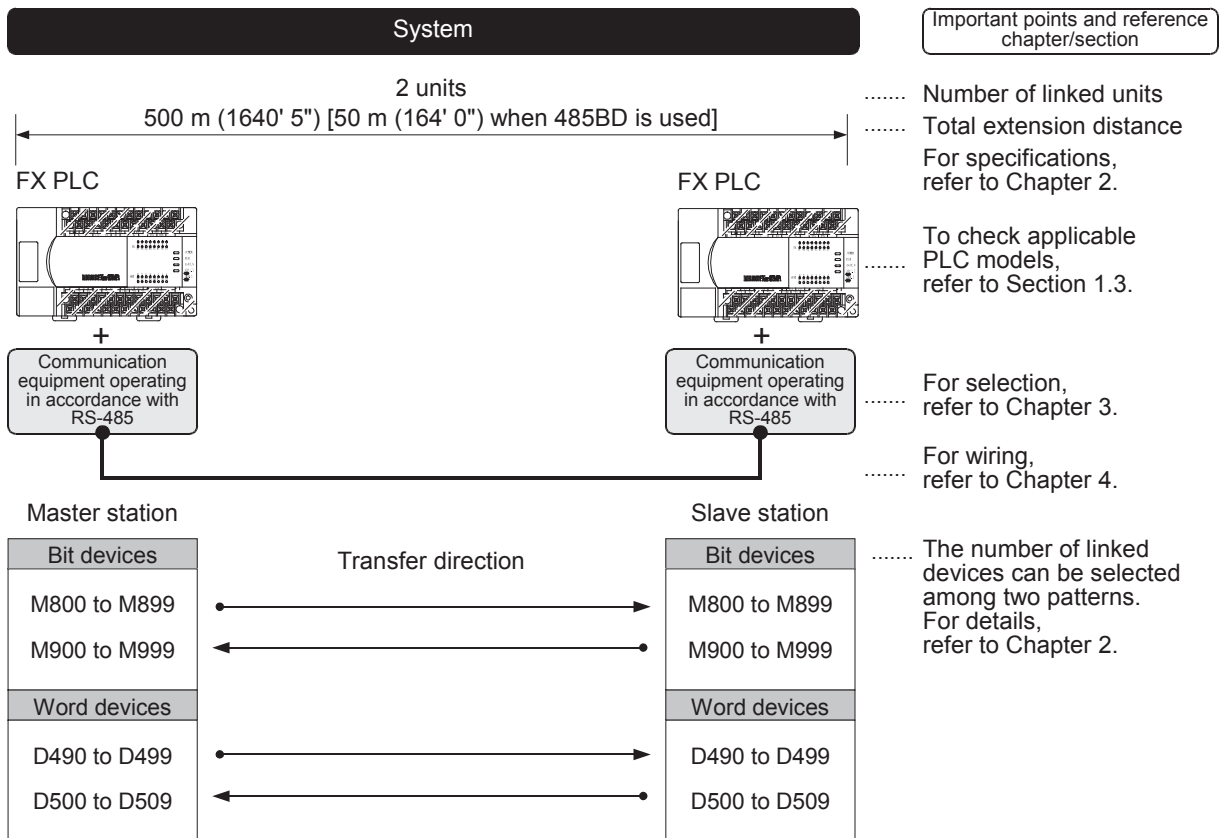 System
Important points and reference
chapter/section
2 units
500 m (1640' 5") [50 m (164' 0") when 485BD is used]
....... Number of linked units
....... Total extension distance
For specifications,
refer to Chapter 2.
FX PLC
FX PLC
To check applicable
....... PLC models,
refer to Section 1.3.
+
+
Communication
equipment operating
in accordance with
RS-485
Communication
equipment operating
in accordance with
RS-485
For selection,
....... refer to Chapter 3.
For wiring,
....... refer to Chapter 4.
Master station
Slave station
Bit devices
Transfer direction
Bit devices
M800 to M899
M800 to M899
M900 to M999
M900 to M999
Word devices
Word devices
D490 to D499
D490 to D499
D500 to D509
D500 to D509
....... The number of linked
devices can be selected
among two patterns.
For details,
refer to Chapter 2.